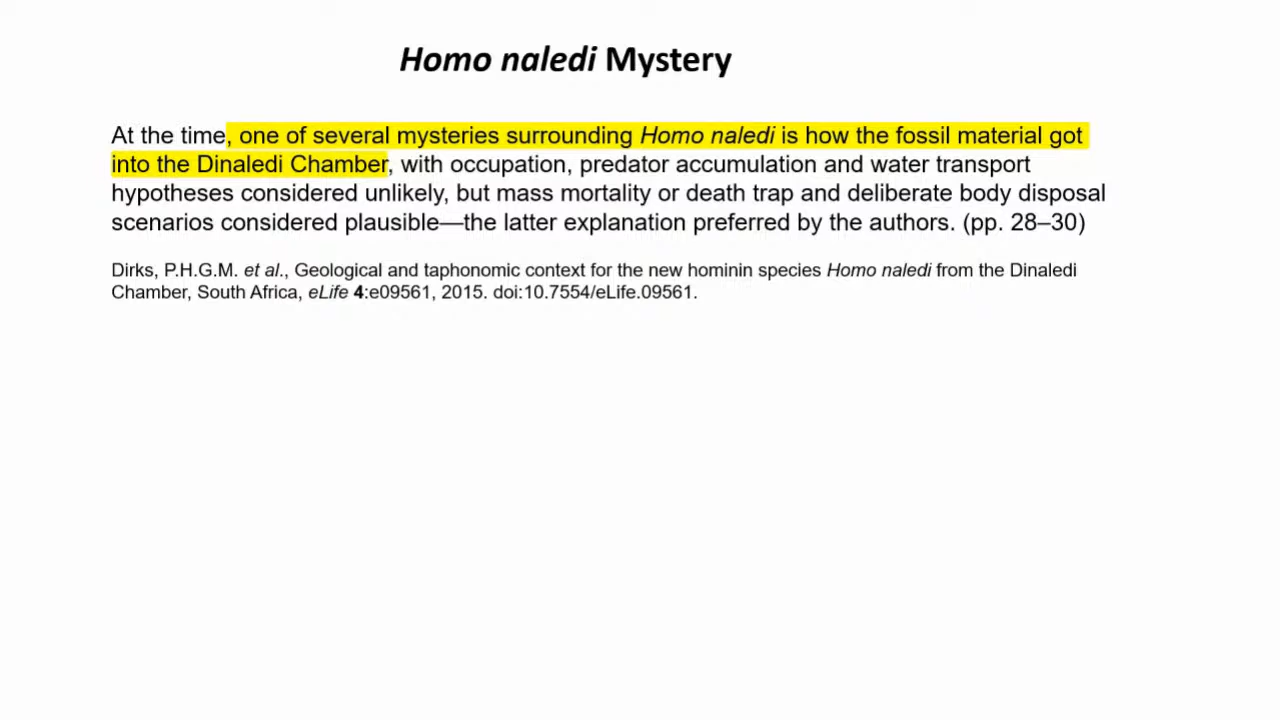 Homo naledi Mystery
At the time, one of several mysteries surrounding Homo naledi is how the fossil material got
into the Dinaledi Chamber, with occupation, predator accumulation and water transport
hypotheses considered unlikely, but mass mortality or death trap and deliberate body disposal
scenarios considered plausible—the latter explanation preferred by the authors. (pp. 28–30)
Dirks, P.H.G.M. et al., Geological and taphonomic context for the new hominin species Homo naledi from the Dinaledi
Chamber, South Africa, eLife 4:e09561, 2015. doi:10.7554/eLife.09561.